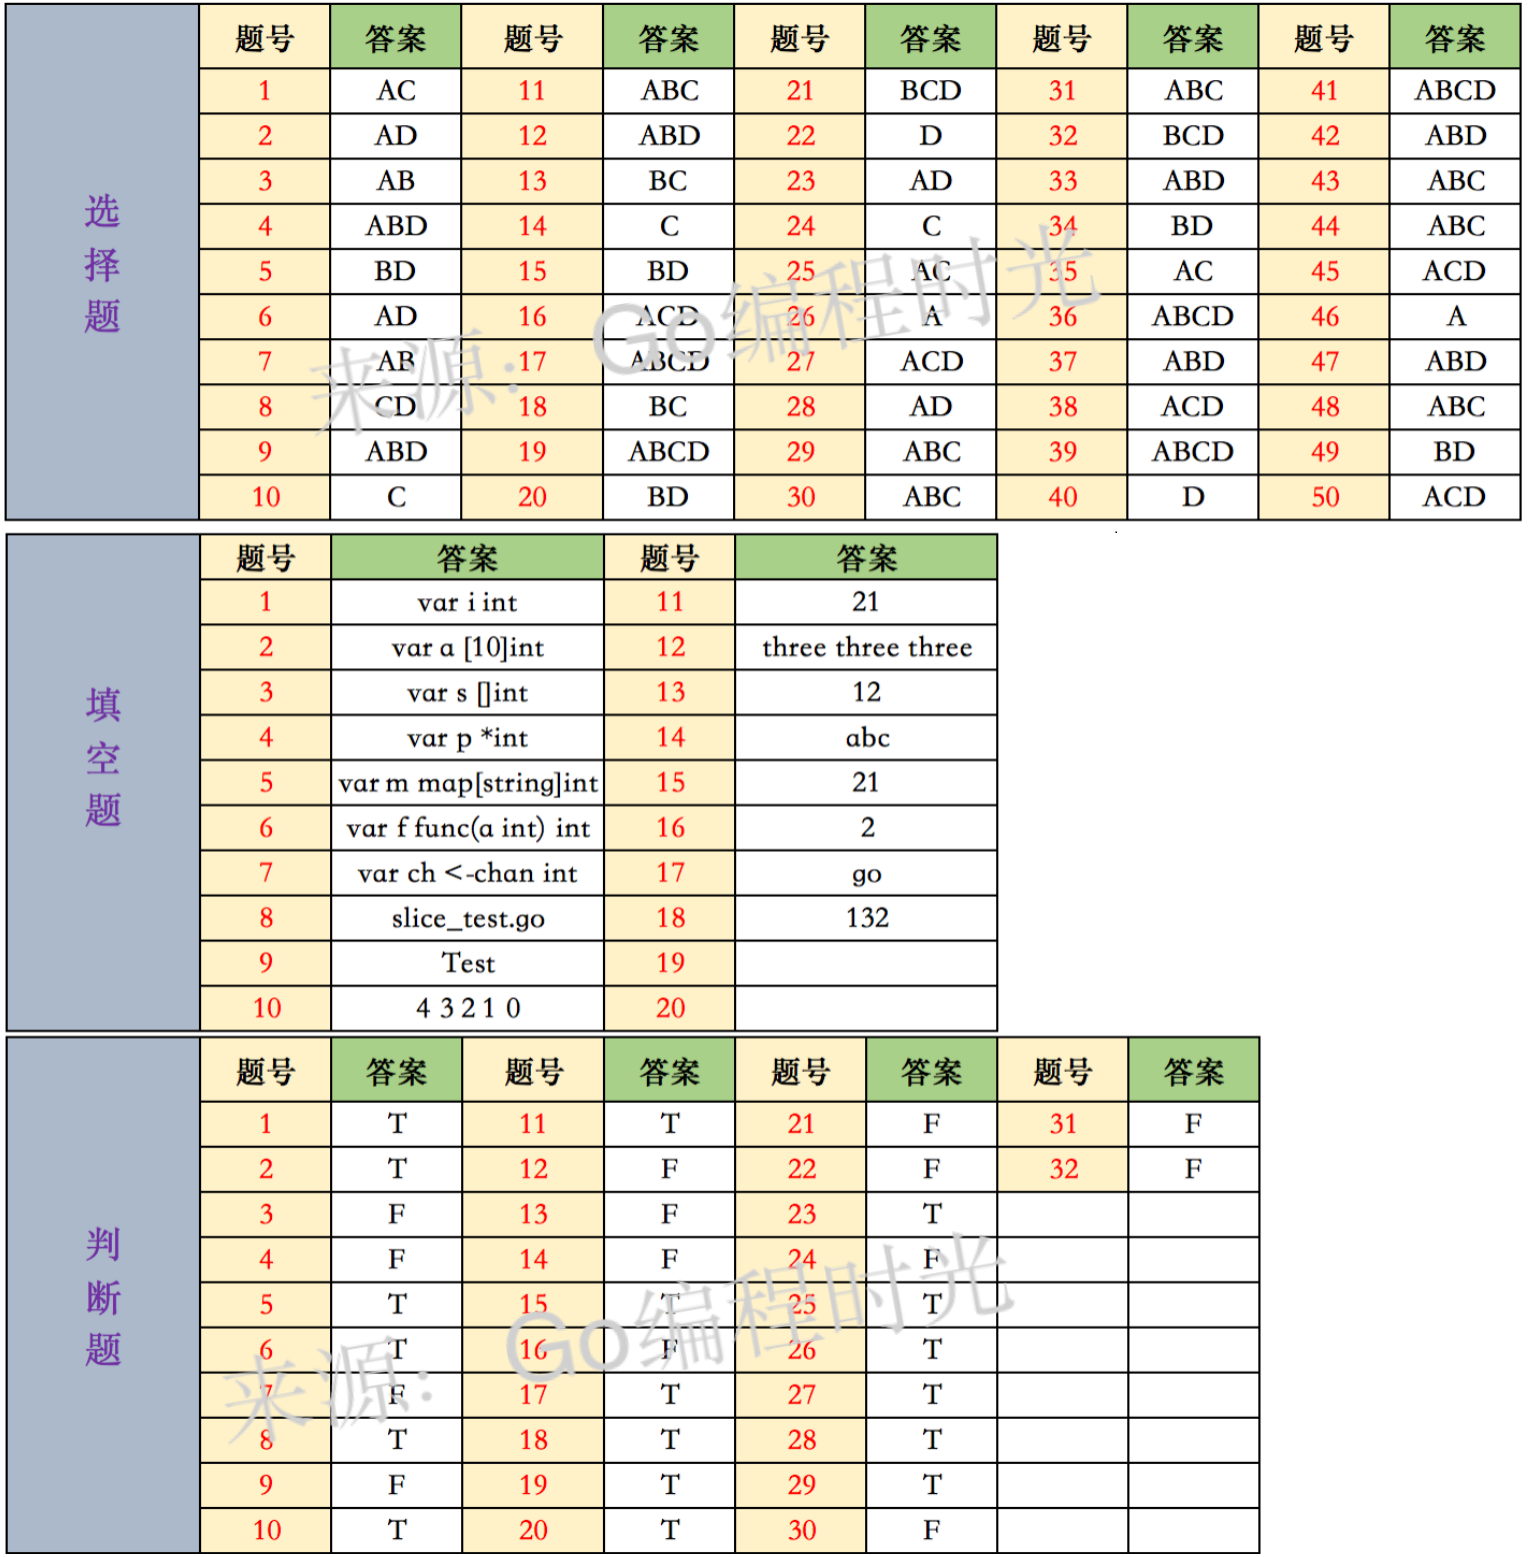 选择题
题号 答案 题号 答案 题号 答案 题号 答案 题号 答案
1 AC 11 ABC 21 BCD 31 ABC 41 ABCD
2 AD 12 ABD 22 D 32 BCD 42 ABD
3 AB 13 BC 23 AD 33 ABD 43 ABC
4 ABD 14 C 24 C 34 BD 44 ABC
5 BD 15 BD 25 AC 35 AC 45 ACD
6 AD 16 ACD 26 A 36 ABCD 46 A
7 AB 17 ABCD 27 ACD 37 ABD 47 ABD
8 CD 18 BC 28 AD 38 ACD 48 ABC
9 ABD 19 ABCD 29 ABC 39 ABCD 49 BD
10 C 20 BD 30 ABC 40 D 50 ACD
来源：Go编程时光
填空题
题号 答案 题号 答案
1 var i int 11 21
2 var a [10]int 12 three three three
3 var s []int 13 12
4 var p *int 14 abc
5 var m map[string]int 15 21
6 var f func(a int) int 16 2
7 var ch <-chan int 17 go
8 slice_test.go 18 132
9 Test 19
10 4 3 2 1 0 20
判断题
题号 答案 题号 答案 题号 答案 题号 答案
1 T 11 T 21 F 31 F
2 T 12 F 22 F 32 F
3 F 13 F 23 T
4 F 14 F 24 F
5 T 15 T 25 T
6 T 16 F 26 T
7 F 17 T 27 T
8 T 18 T 28 T
9 F 19 T 29 T
10 T 20 T 30 F
来源：Go编程时光